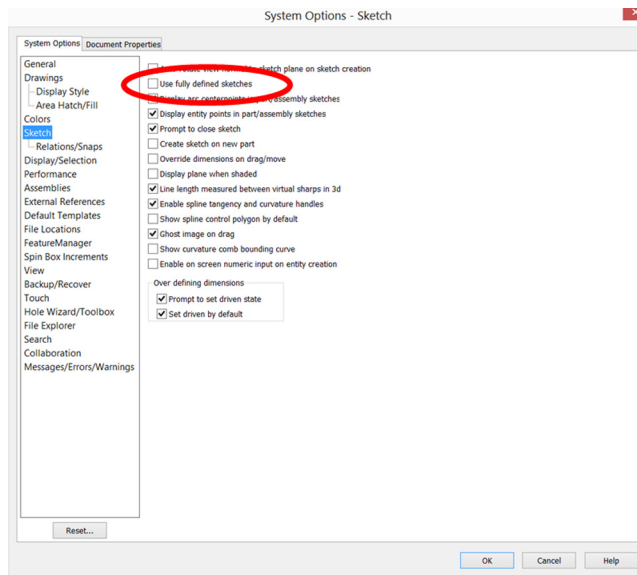 System Options - Sketch
System Options
Document Properties
General
Drawings
Display Style
Area Hatch/Fill
Colors
Sketch
Relations/Snaps
Display/Selection
Performance
Assemblies
External References
Default Templates
File Locations
FeatureManager
Spin Box Increments
View
Backup/Recover
Touch
Hole Wizard/Toolbox
File Explorer
Search
Collaboration
Messages/Errors/Warnings
Reset...
sketch plane on sketch creation
Use fully defined sketches
Display arc centerpoints in part/assembly sketches
Display entity points in part/assembly sketches
Prompt to close sketch
Create sketch on new part
Override dimensions on drag/move
Display plane when shaded
Line length measured between virtual sharps in 3d
Enable spline tangency and curvature handles
Show spline control polygon by default
Ghost image on drag
Show curvature comb bounding curve
Enable on screen numeric input on entity creation
Over defining dimensions
Prompt to set driven state
Set driven by default
OK
Cancel
Help